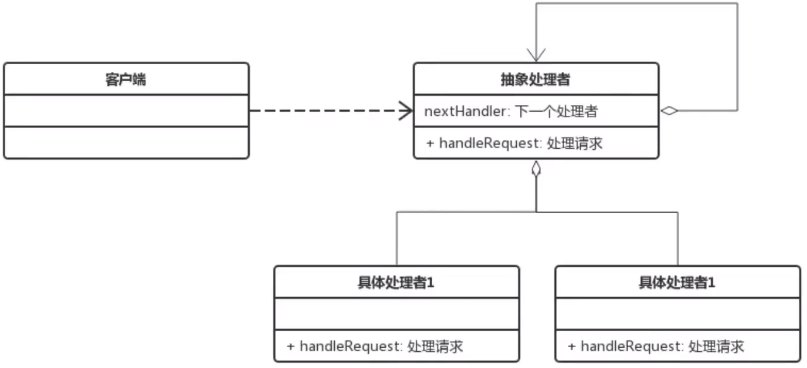 客户端
抽象处理者
nextHandler: 下一个处理者
+ handleRequest: 处理请求
具体处理者1
+ handleRequest: 处理请求
具体处理者1
+ handleRequest: 处理请求